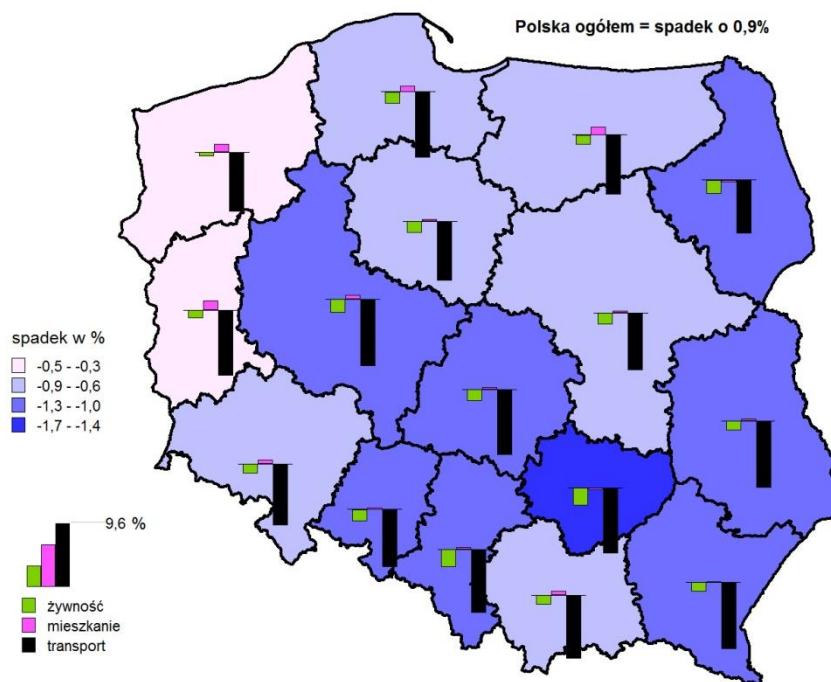 Polska ogółem = spadek o 0,9%
spadek w %
-0,5 - -0,3
-0,9 - -0,6
-1,3 - -1,0
-1,7 - -1,4
9,6 %
żywność
mieszkanie
transport